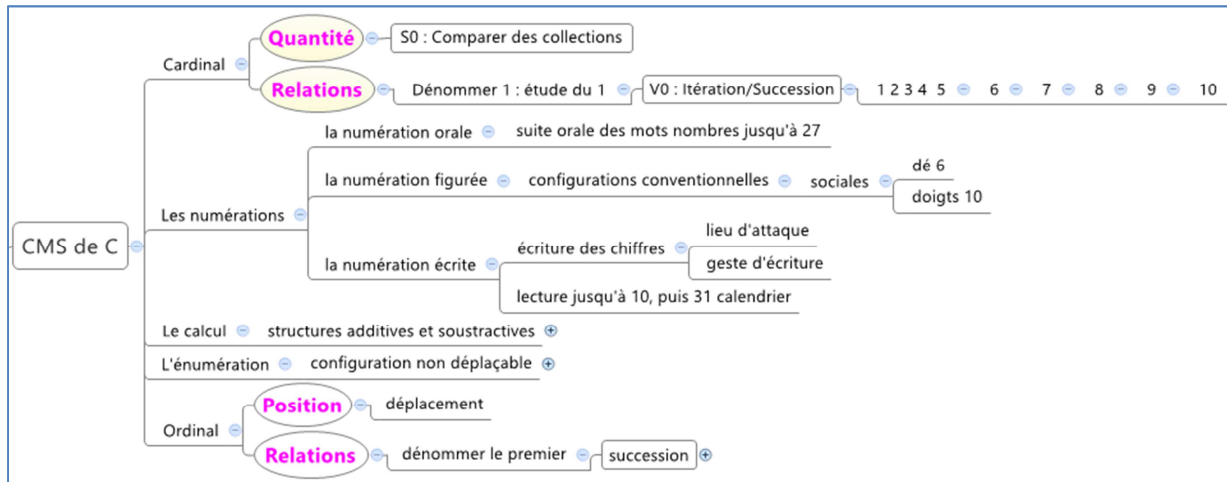 Quantité
S0 : Comparer des collections
Cardinal
Relations
Dénommer 1 : étude du 1
V0 : Itération/Succession
1 2 3 4 5 6 7 8 9 10
la numération orale
suite orale des mots nombres jusqu'à 27
dé 6
la numération figurée
configurations conventionnelles
sociales
doigts 10
Les numérations
CMS de C
lieu d'attaque
écriture des chiffres
geste d'écriture
la numération écrite
lecture jusqu'à 10, puis 31 calendrier
Le calcul
structures additives et soustractives
L'énumération
configuration non déplaçable
Position
déplacement
Ordinal
Relations
dénommer le premier
succession